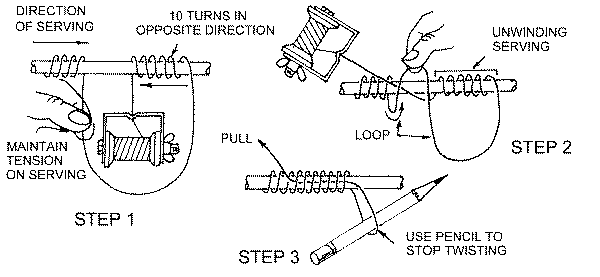 DIRECTION
OF SERVING
10 TURNS IN
OPPOSITE DIRECTION
MAINTAIN
TENSION
ON SERVING
STEP 1
UNWINDING
SERVING
LOOP
STEP 2
PULL
STEP 3
USE PENCIL TO
STOP TWISTING